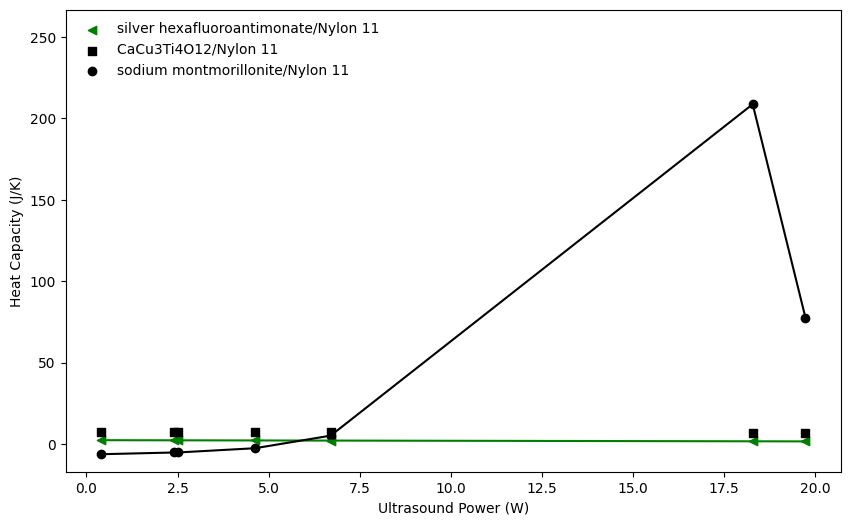 silver hexafluoroantimonate/Nylon 11
CaCu3Ti4O12/Nylon 11
sodium montmorillonite/Nylon 11
250
200
150
100
50
0
Heat Capacity (J/K)
0.0 2.5 5.0 7.5 10.0 12.5 15.0 17.5 20.0
Ultrasound Power (W)